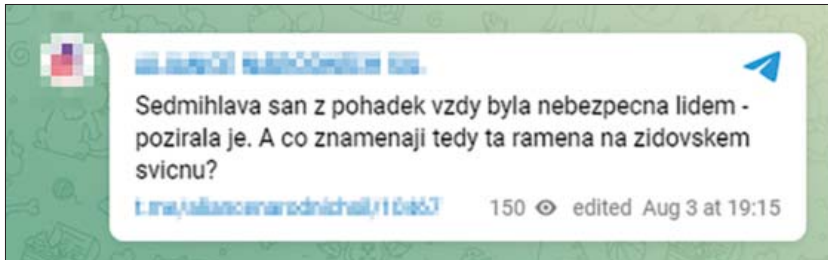 Sedmihlava san z pohadek vzdy byla nebezpecna lidem -
pozirala je. A co znamenaji tedy ta ramena na zidovskem
svicnu?
150 edited Aug 3 at 19:15